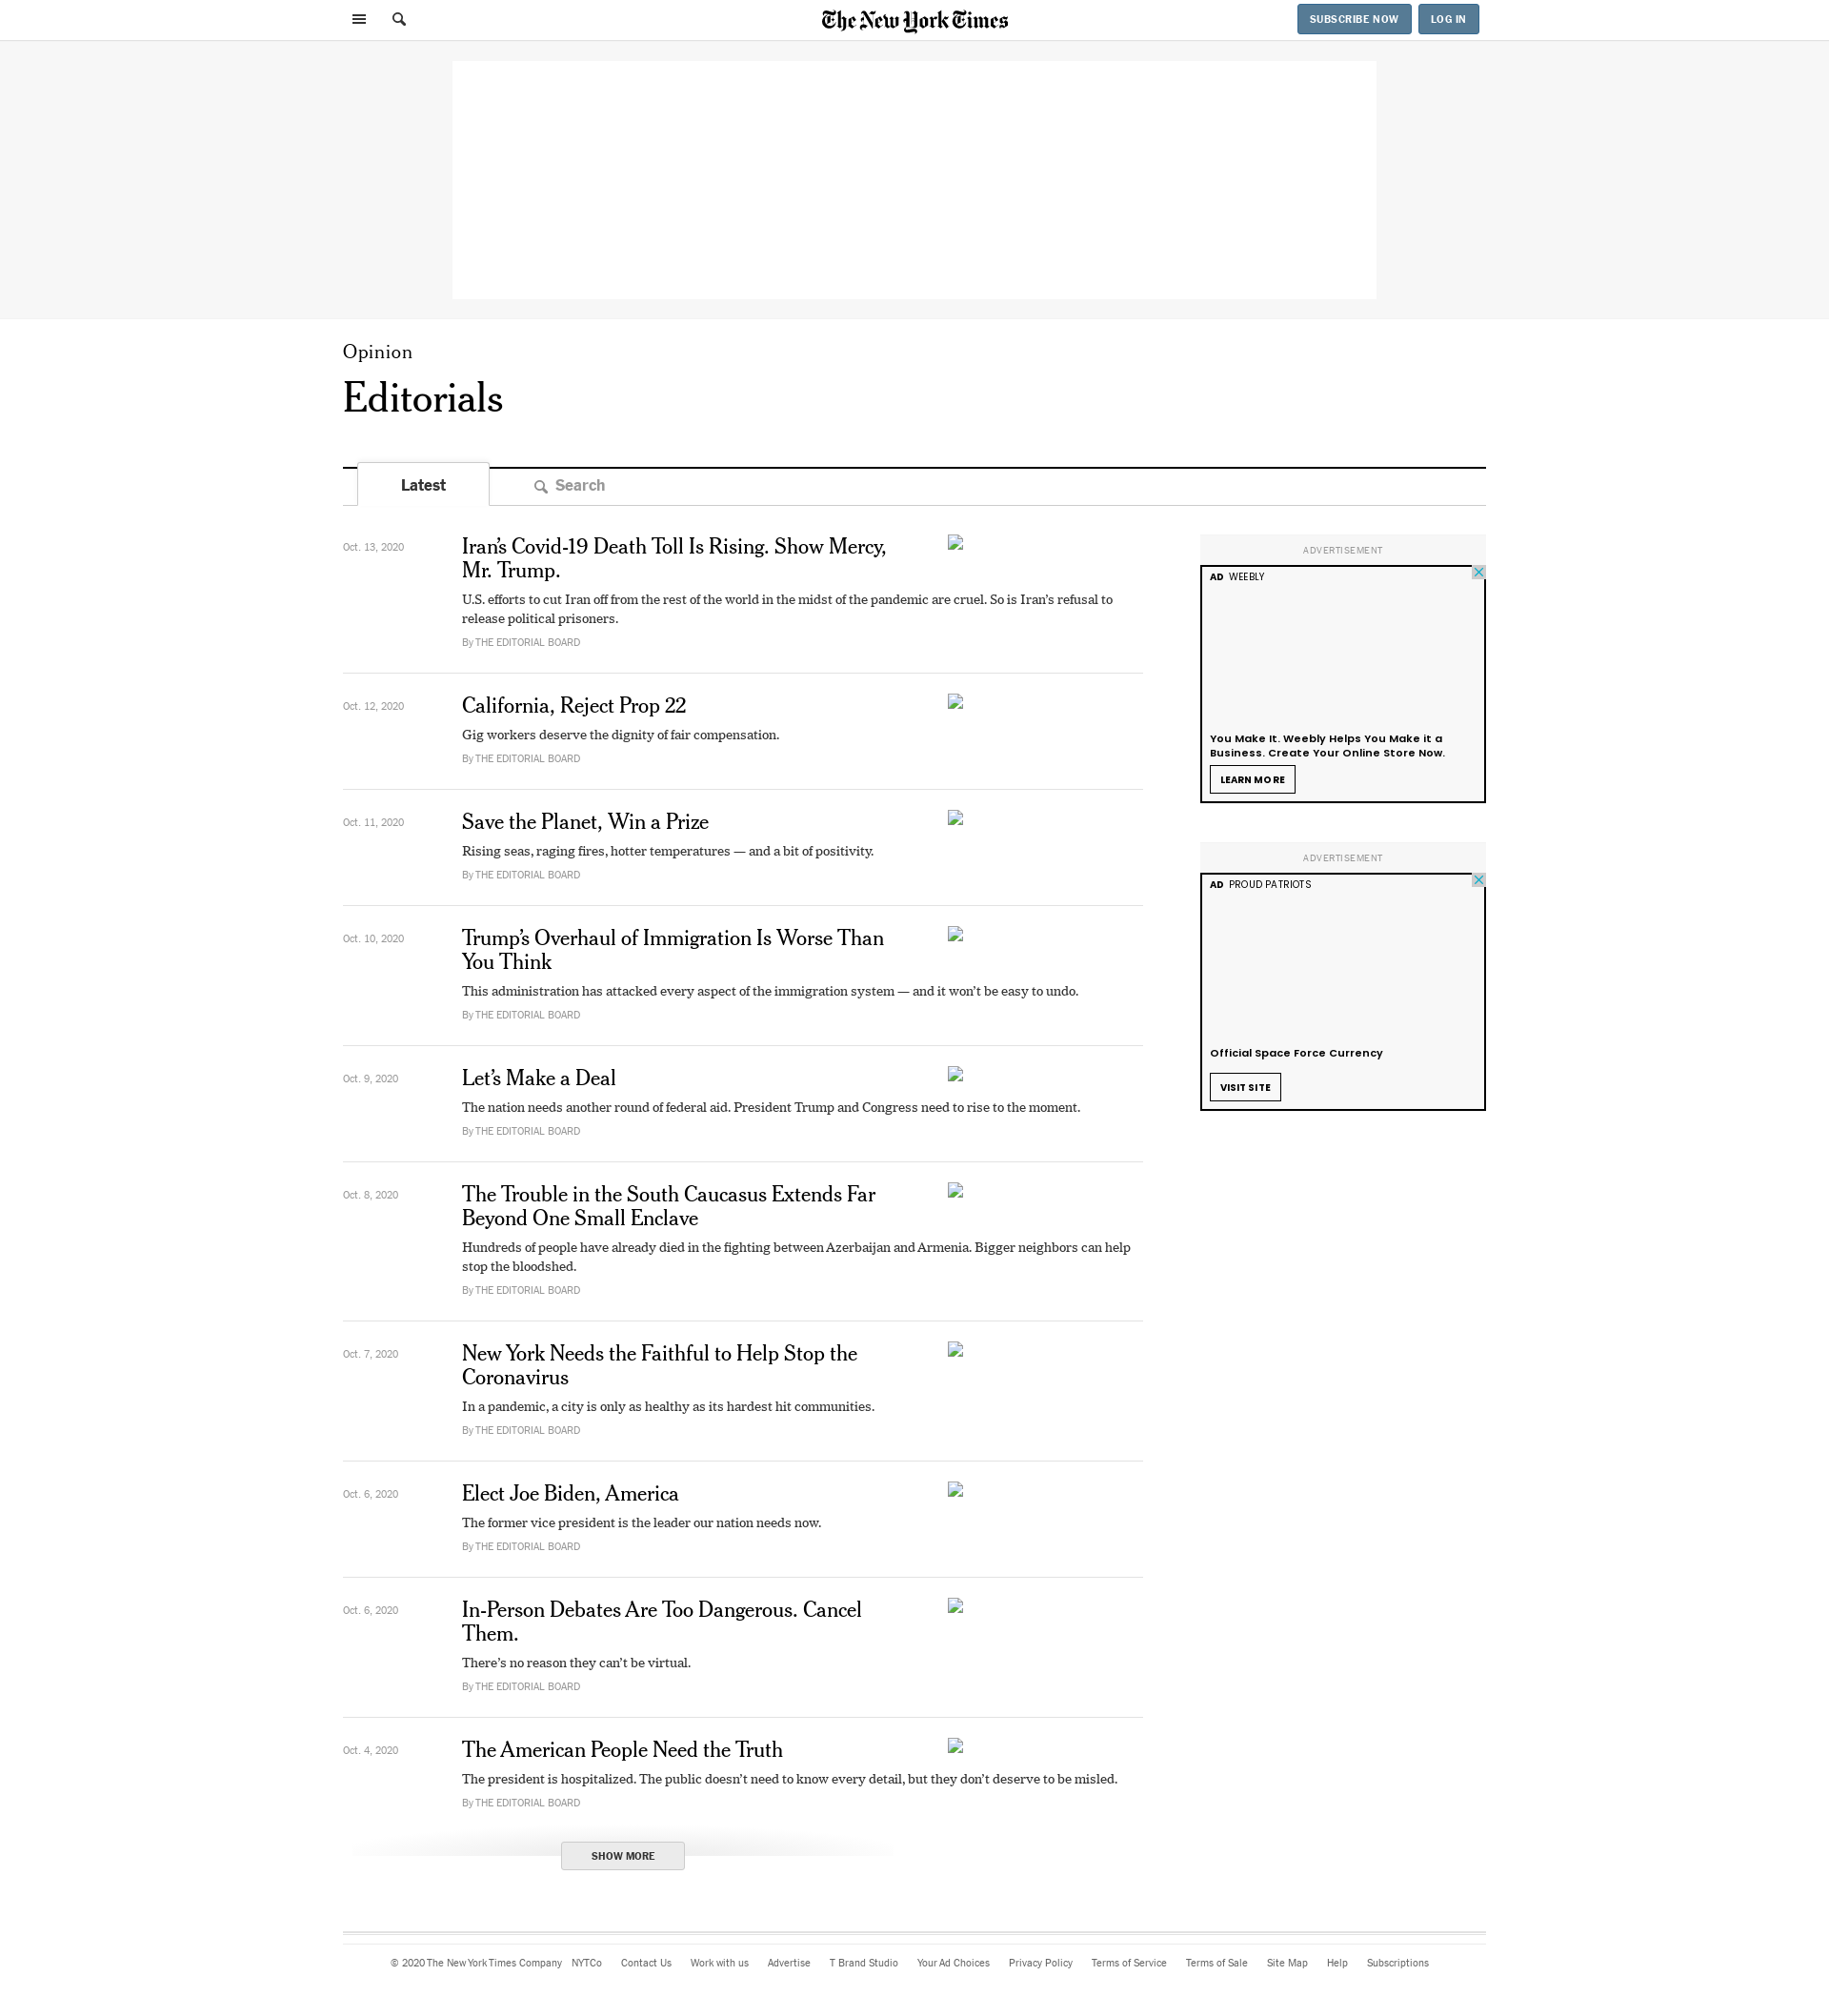 The New York Times
SUBSCRIBE NOW
LOG IN
Opinion
Editorials
Latest
Search
Oct. 13, 2020
Iran’s Covid-19 Death Toll Is Rising. Show Mercy,
Mr. Trump.
U.S. efforts to cut Iran off from the rest of the world in the midst of the pandemic are cruel. So is Iran’s refusal to
release political prisoners.
By THE EDITORIAL BOARD
Oct. 12, 2020
California, Reject Prop 22
Gig workers deserve the dignity of fair compensation.
By THE EDITORIAL BOARD
Oct. 11, 2020
Save the Planet, Win a Prize
Rising seas, raging fires, hotter temperatures — and a bit of positivity.
By THE EDITORIAL BOARD
Oct. 10, 2020
Trump’s Overhaul of Immigration Is Worse Than
You Think
This administration has attacked every aspect of the immigration system — and it won’t be easy to undo.
By THE EDITORIAL BOARD
Oct. 9, 2020
Let’s Make a Deal
The nation needs another round of federal aid. President Trump and Congress need to rise to the moment.
By THE EDITORIAL BOARD
Oct. 8, 2020
The Trouble in the South Caucasus Extends Far
Beyond One Small Enclave
Hundreds of people have already died in the fighting between Azerbaijan and Armenia. Bigger neighbors can help
stop the bloodshed.
By THE EDITORIAL BOARD
Oct. 7, 2020
New York Needs the Faithful to Help Stop the
Coronavirus
In a pandemic, a city is only as healthy as its hardest hit communities.
By THE EDITORIAL BOARD
Oct. 6, 2020
Elect Joe Biden, America
The former vice president is the leader our nation needs now.
By THE EDITORIAL BOARD
Oct. 6, 2020
In-Person Debates Are Too Dangerous. Cancel
Them.
There’s no reason they can’t be virtual.
By THE EDITORIAL BOARD
Oct. 4, 2020
The American People Need the Truth
The president is hospitalized. The public doesn’t need to know every detail, but they don’t deserve to be misled.
By THE EDITORIAL BOARD
SHOW MORE
ADVERTISEMENT
AD WEEBLY
You Make It. Weebly Helps You Make it a
Business. Create Your Online Store Now.
LEARN MORE
ADVERTISEMENT
AD PROUD PATRIOTS
Official Space Force Currency
VISIT SITE
© 2020 The New York Times Company NYTCo Contact Us Work with us Advertise T Brand Studio Your Ad Choices Privacy Policy Terms of Service Terms of Sale Site Map Help Subscriptions